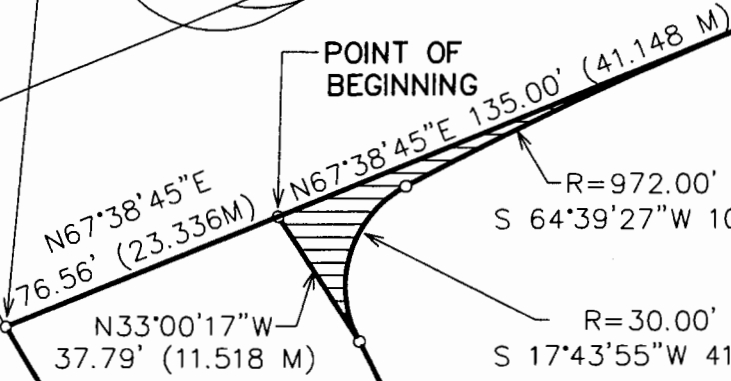 POINT OF
BEGINNING
N67°38'45"E 135.00' (41.148 M)
N67°38'45"E
76.56' (23.336M)
R=972.00'
S 64°39'27"W 10
N33°00'17"W
37.79' (11.518 M)
R=30.00'
S 17°43'55"W 41